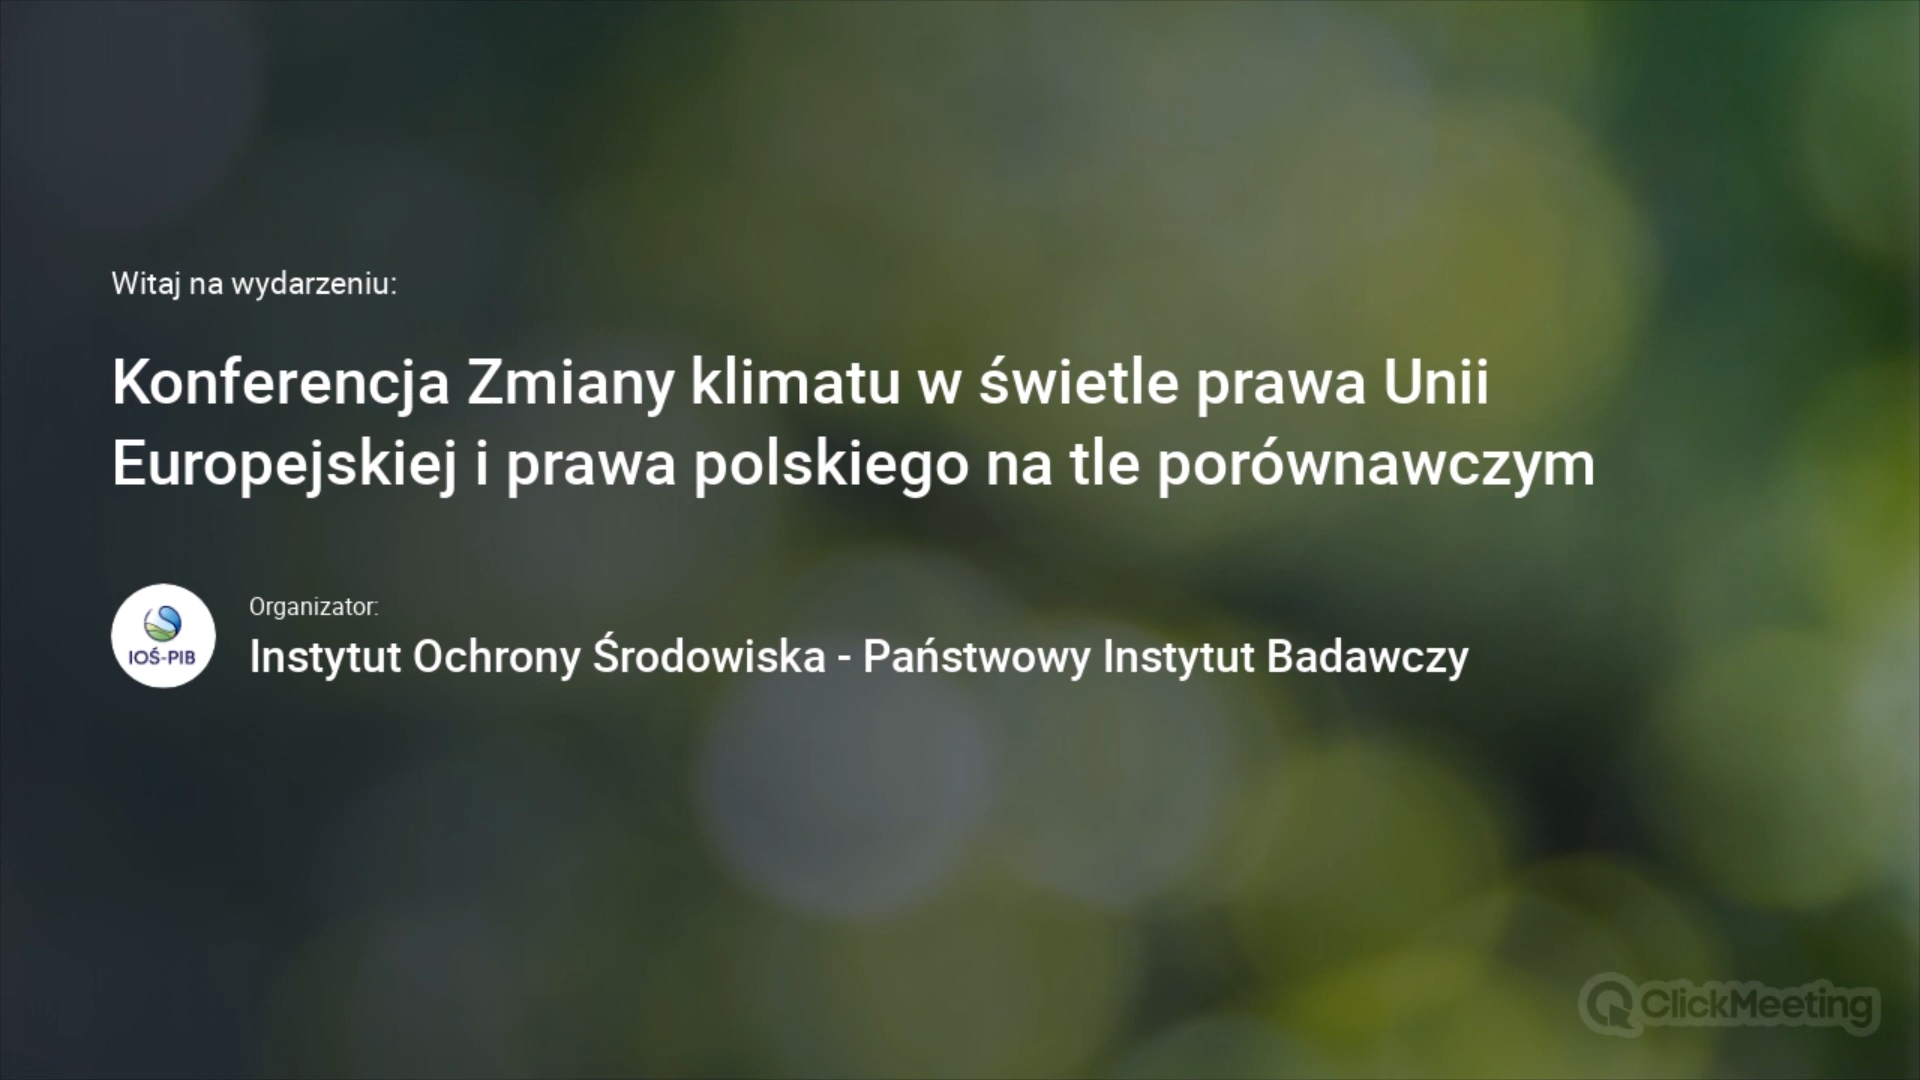 Witaj na wydarzeniu:
Konferencja Zmiany klimatu w świetle prawa Unii
Europejskiej i prawa polskiego na tle porównawczym
Organizator:
IOŚ-PIB
Instytut Ochrony Środowiska - Państwowy Instytut Badawczy
ClickMeeting